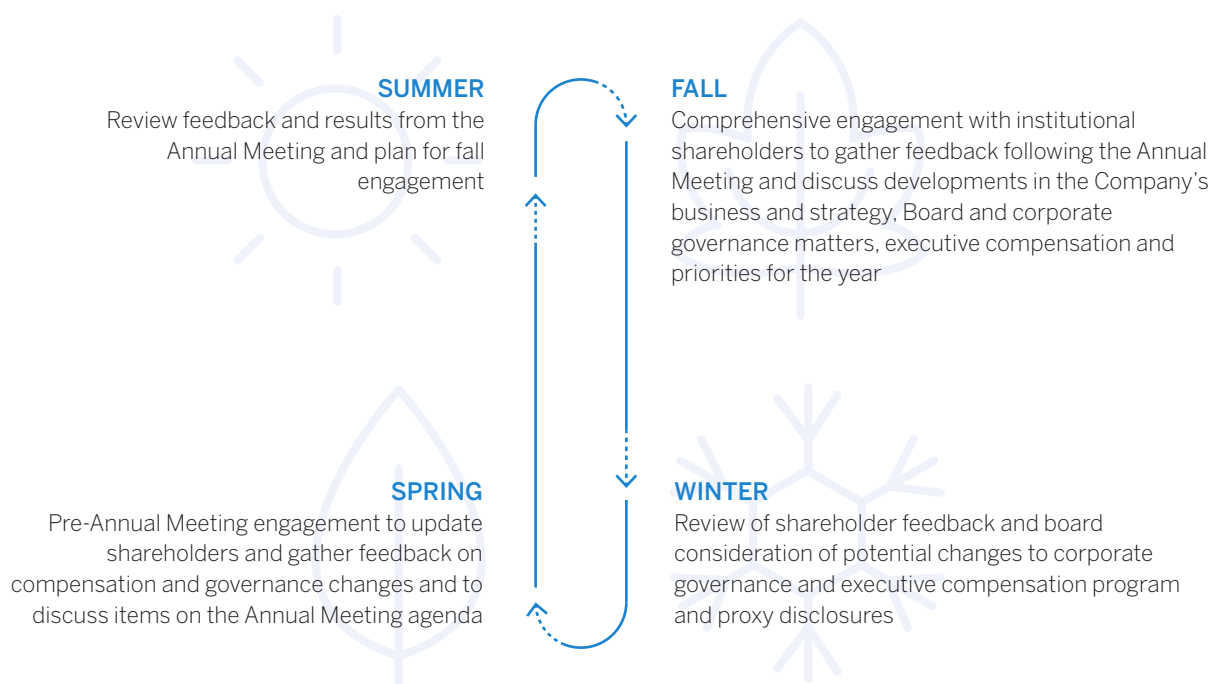 SUMMER
Review feedback and results from the
Annual Meeting and plan for fall
engagement
FALL
Comprehensive engagement with institutional
shareholders to gather feedback following the Annual
Meeting and discuss developments in the Company's
business and strategy, Board and corporate
governance matters, executive compensation and
priorities for the year
SPRING
Pre-Annual Meeting engagement to update
shareholders and gather feedback on
compensation and governance changes and to
discuss items on the Annual Meeting agenda
WINTER
Review of shareholder feedback and board
consideration of potential changes to corporate
governance and executive compensation program
and proxy disclosures